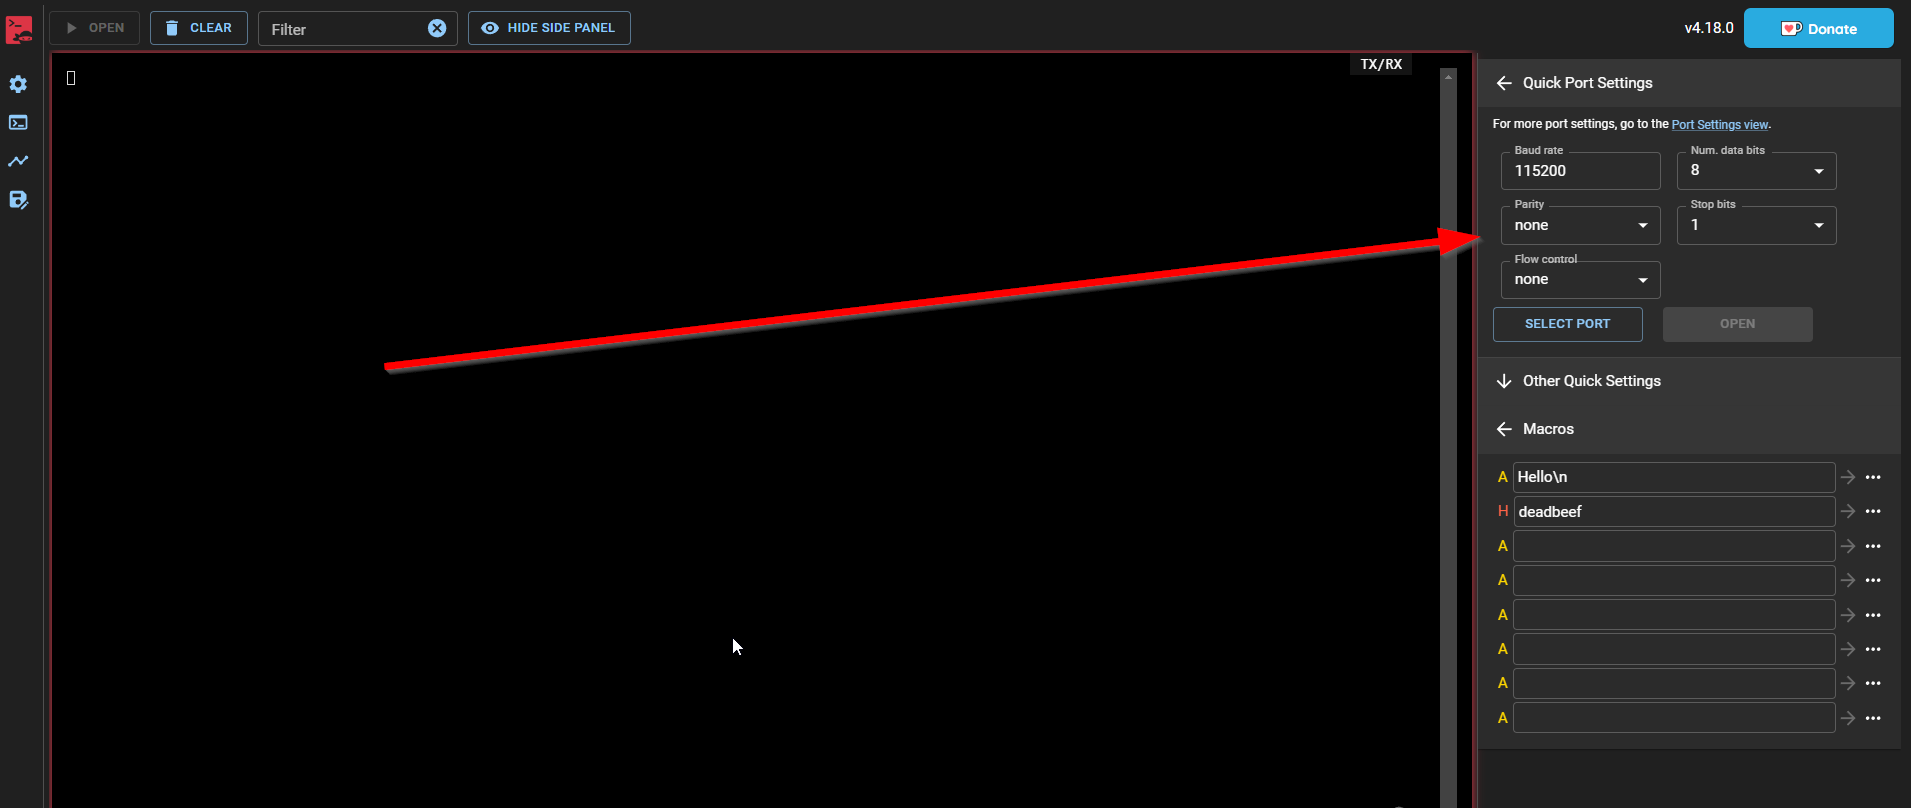 OPEN
CLEAR
Filter
HIDE SIDE PANEL
v4.18.0
Donate
TX/RX
Quick Port Settings
For more port settings, go to the Port Settings view.
Baud rate
115200
Num. data bits
8
Parity
none
Stop bits
1
Flow control
none
SELECT PORT
OPEN
Other Quick Settings
Macros
A Hello\n
H deadbeef
A
A
A
A
A
A